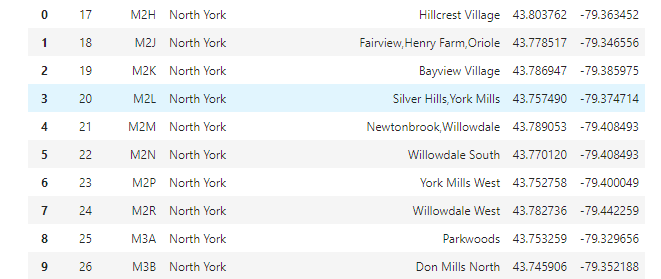 0 17 M2H North York Hillcrest Village 43.803762 -79.363452
1 18 M2J North York Fairview,Henry Farm,Oriole 43.778517 -79.346556
2 19 M2K North York Bayview Village 43.786947 -79.385975
3 20 M2L North York Silver Hills,York Mills 43.757490 -79.374714
4 21 M2M North York Newtonbrook,Willowdale 43.789053 -79.408493
5 22 M2N North York Willowdale South 43.770120 -79.408493
6 23 M2P North York York Mills West 43.752758 -79.400049
7 24 M2R North York Willowdale West 43.782736 -79.442259
8 25 M3A North York Parkwoods 43.753259 -79.329656
9 26 M3B North York Don Mills North 43.745906 -79.352188